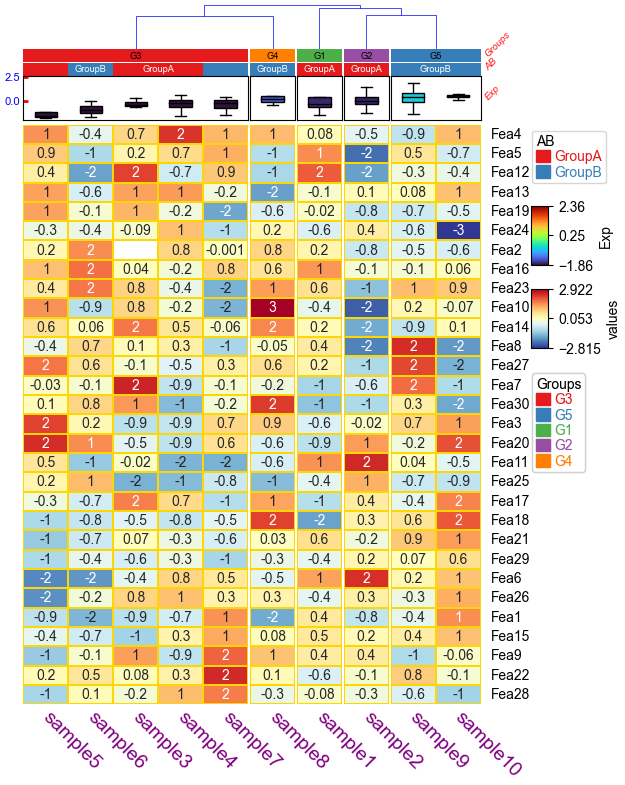 G3 G4 G1 G2 G5 Groups
GroupB GroupA GroupB GroupA GroupA GroupB AB
2.5
0.0
Exp
1 -0.4 0.7 2 1 1 0.08 -0.5 -0.9 1 Fea4
0.9 -1 0.2 0.7 1 -1 1 -2 0.5 -0.7 Fea5
0.4 -2 2 -0.7 0.9 -1 2 -2 -0.3 -0.4 Fea12
1 -0.6 1 1 -0.2 -2 -0.1 0.1 0.08 1 Fea13
1 -0.1 1 -0.2 -2 -0.6 -0.02 -0.8 -0.7 -0.5 Fea19
-0.3 -0.4 -0.09 1 -1 0.2 -0.6 0.4 -0.6 -3 Fea24
0.2 2 0.8 -0.001 0.8 0.2 -0.8 -0.5 -0.6 Fea2
1 2 0.04 -0.2 0.8 0.6 1 -0.1 -0.1 0.06 Fea16
0.4 2 0.8 -0.4 -2 1 0.6 -1 1 0.9 Fea23
1 -0.9 0.8 -0.2 -2 3 -0.4 -2 0.2 -0.07 Fea10
0.6 0.06 2 0.5 -0.06 2 0.2 -2 -0.9 0.1 Fea14
-0.4 0.7 0.1 0.3 -1 -0.05 0.4 -2 2 -2 Fea8
2 0.6 -0.1 -0.5 0.3 0.6 0.2 -1 2 -2 Fea27
-0.03 -0.1 2 -0.9 -0.1 -0.2 -1 -0.6 2 -1 Fea7
0.1 0.8 1 -1 -0.2 2 -1 -1 0.3 -2 Fea30
2 0.2 -0.9 -0.9 0.7 0.9 -0.6 -0.02 0.7 1 Fea3
2 1 -0.5 -0.9 0.6 -0.6 -0.9 1 -0.2 2 Fea20
0.5 -1 -0.02 -2 -2 -0.6 1 2 0.04 -0.5 Fea11
0.2 1 -2 -1 -0.8 -1 -0.4 1 -0.7 -0.9 Fea25
-0.3 -0.7 2 0.7 -1 1 -1 0.4 -0.4 2 Fea17
-1 -0.8 -0.5 -0.8 -0.5 2 -2 0.3 0.6 2 Fea18
-1 -0.7 0.07 -0.3 -0.6 0.03 0.6 -0.2 0.9 1 Fea21
-1 -0.4 -0.6 -0.3 -1 -0.3 -0.4 0.2 0.07 0.6 Fea29
-2 -2 -0.4 0.8 0.5 -0.5 1 2 0.2 1 Fea6
-2 -0.2 0.8 1 0.3 0.3 -0.4 0.3 -0.3 1 Fea26
-0.9 -2 -0.9 -0.7 1 -2 0.4 -0.8 -0.4 1 Fea1
-0.4 -0.7 -1 0.3 1 0.08 0.5 0.2 0.4 1 Fea15
-1 -0.1 1 -0.9 2 1 0.4 0.4 -1 -0.06 Fea9
0.2 0.5 0.08 0.3 2 0.1 -0.6 -0.1 0.8 -0.1 Fea22
-1 0.1 -0.2 1 2 -0.3 -0.08 -0.3 -0.6 -1 Fea28
sample5 sample6 sample3 sample4 sample7 sample8 sample1 sample2 sample9 sample10
AB
GroupA
GroupB
2.36
0.25
−1.86
Exp
2.922
0.053
−2.815
values
Groups
G3
G5
G1
G2
G4